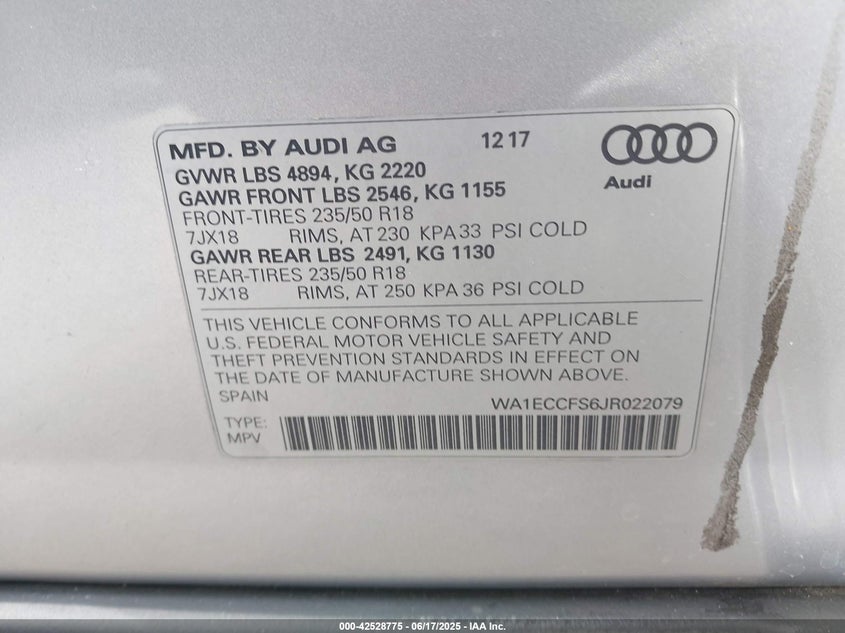 MFD. BY AUDI AG 12 17
GVWR LBS 4894, KG 2220
GAWR FRONT LBS 2546, KG 1155
FRONT-TIRES 235/50 R18
7JX18 RIMS, AT 230 KPA 33 PSI COLD
GAWR REAR LBS 2491, KG 1130
REAR-TIRES 235/50 R18
7JX18 RIMS, AT 250 KPA 36 PSI COLD
Audi
THIS VEHICLE CONFORMS TO ALL APPLICABLE
U.S. FEDERAL MOTOR VEHICLE SAFETY AND
THEFT PREVENTION STANDARDS IN EFFECT ON
THE DATE OF MANUFACTURE SHOWN ABOVE.
SPAIN WA1ECCFS6JR022079
TYPE:
MPV
000-42528775 - 06/17/2025 - IAA Inc.